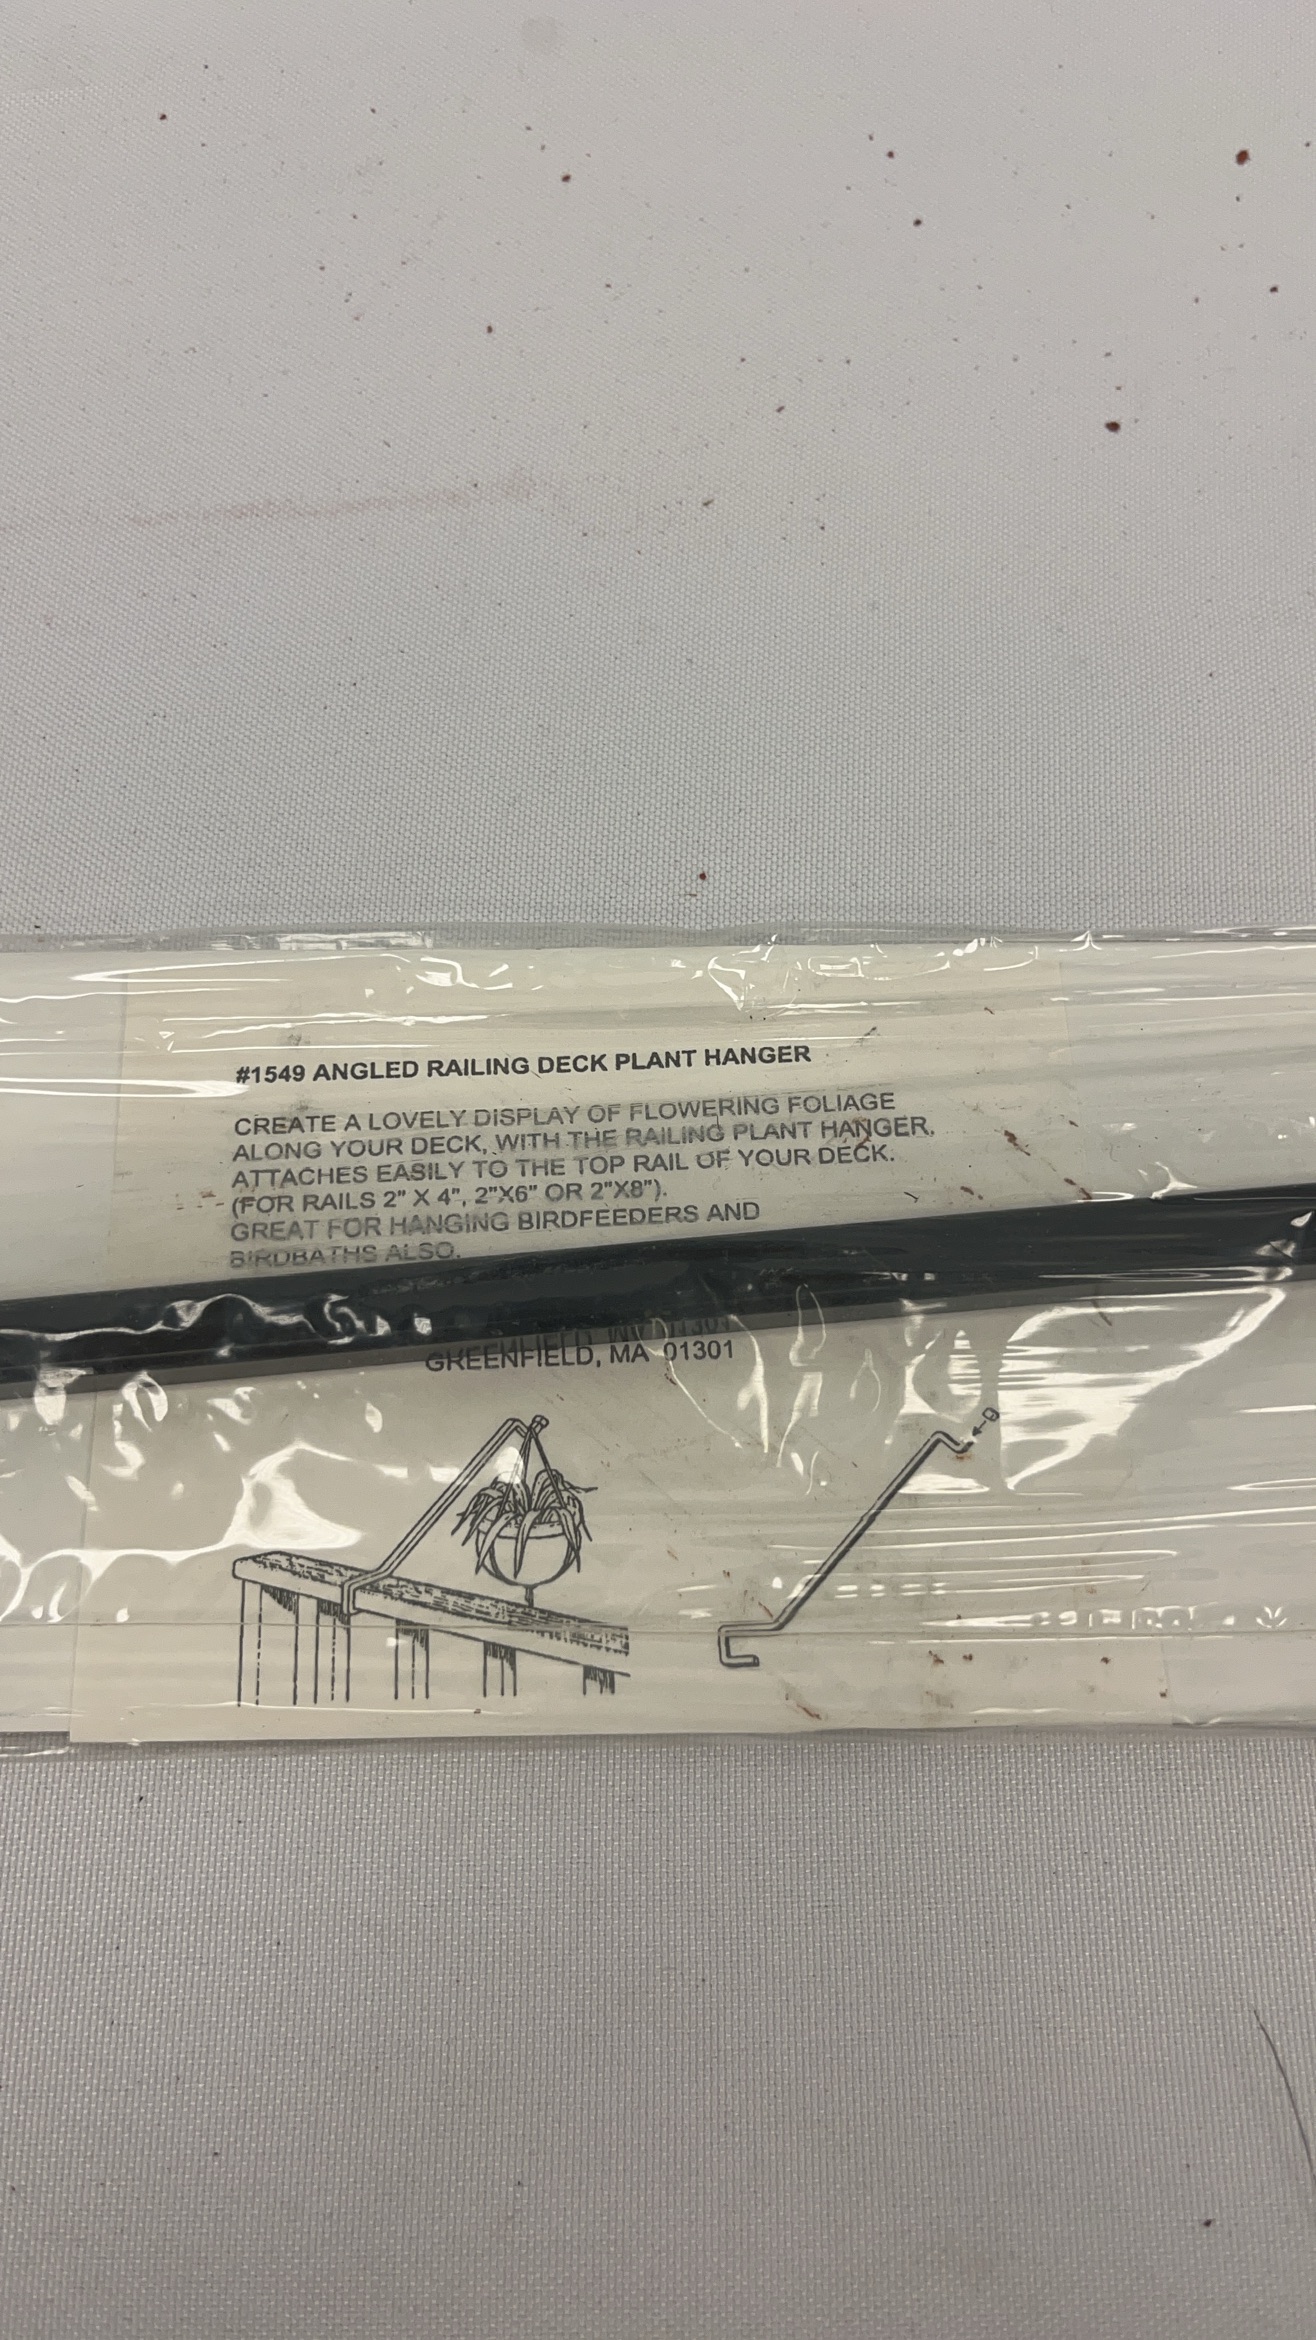 #1549 ANGLED RAILING DECK PLANT HANGER
CREATE A LOVELY DISPLAY OF FLOWERING FOLIAGE
ALONG YOUR DECK, WITH THE RAILING PLANT HANGER.
ATTACHES EASILY TO THE TOP RAIL OF YOUR DECK.
(FOR RAILS 2" X 4", 2"X6" OR 2"X8").
GREAT FOR HANGING BIRDFEEDERS AND
BIRDBATHS ALSO.
GREENFIELD, MA 01301